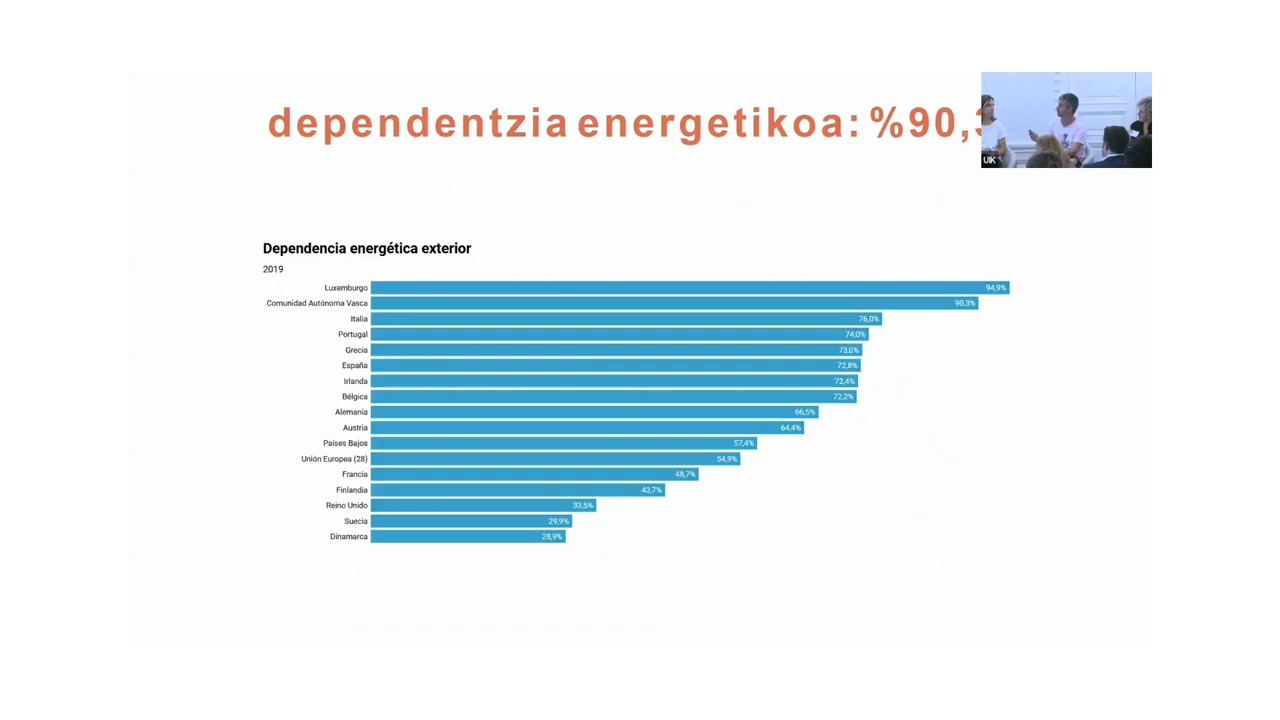 dependentzia energetikoa: %90,3
UIK
Dependencia energética exterior
2019
Luxemburgo 94,9%
Comunidad Autónoma Vasca 90,3%
Italia 76,0%
Portugal 74,0%
Grecia 73,0%
España 72,8%
Irlanda 72,4%
Bélgica 72,2%
Alemania 66,5%
Austria 64,4%
Países Bajos 57,4%
Unión Europea (28) 54,9%
Francia 48,7%
Finlandia 43,7%
Reino Unido 33,5%
Suecia 29,9%
Dinamarca 28,9%